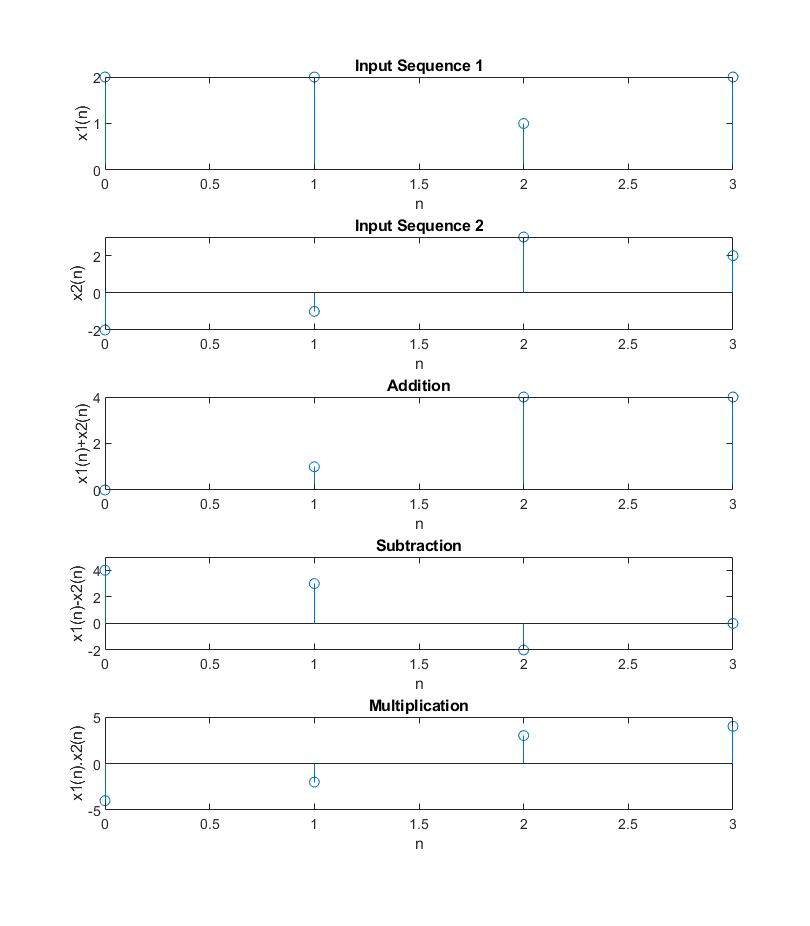 Input Sequence 1
2
1
0
x1(n)
0 0.5 1 1.5 2 2.5 3
n
Input Sequence 2
2
0
-2
x2(n)
0 0.5 1 1.5 2 2.5 3
n
Addition
4
2
0
x1(n)+x2(n)
0 0.5 1 1.5 2 2.5 3
n
Subtraction
4
2
0
-2
x1(n)-x2(n)
0 0.5 1 1.5 2 2.5 3
n
Multiplication
5
0
-5
x1(n).x2(n)
0 0.5 1 1.5 2 2.5 3
n